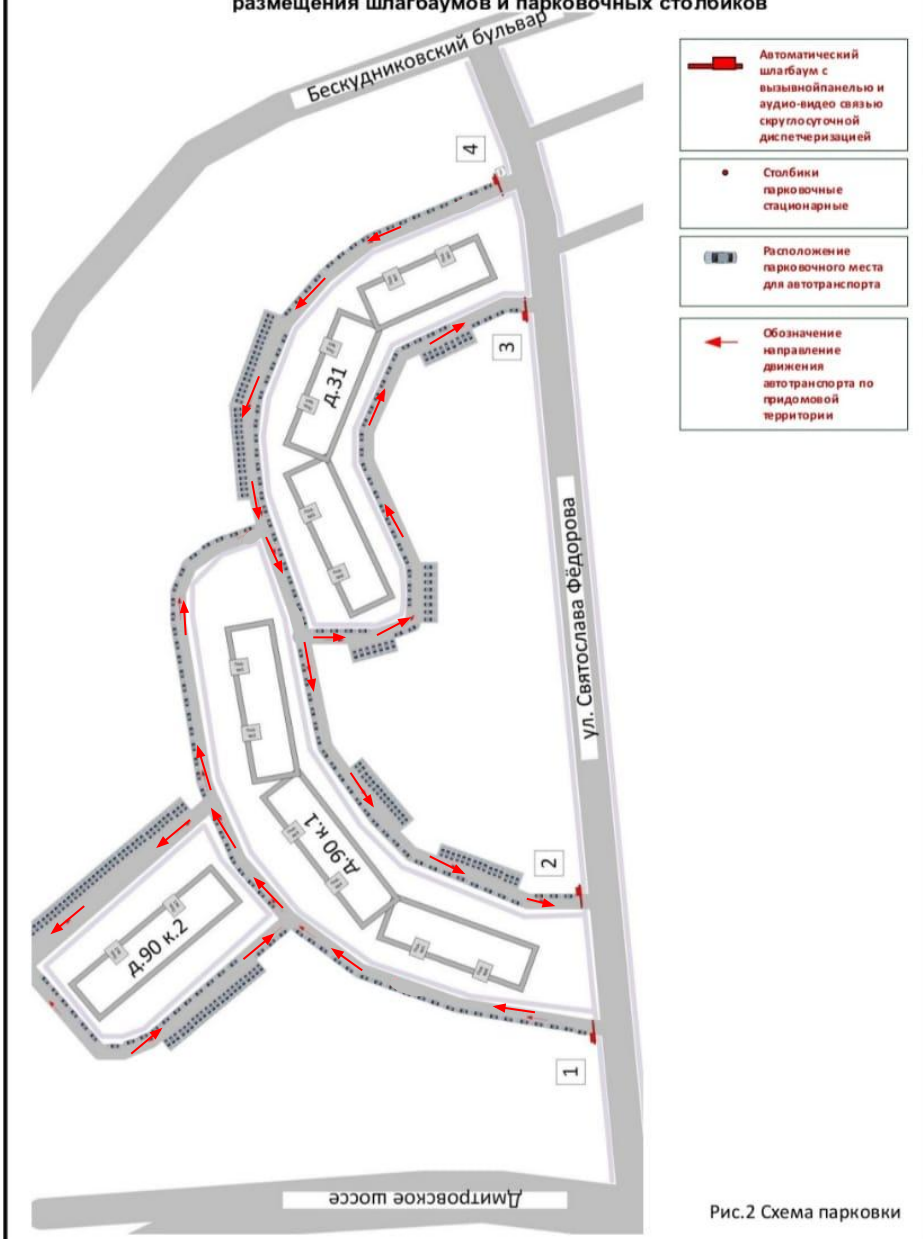 размещения шлагбаумов и парковочных столбиков
Бескудниковский бульвар
Автоматический
шлагбаум с
вызывнойпанелью и
аудио-видео связью
скруглосуточной
диспетчеризацией
4
Столбики
парковочные
стационарные
Расположение
парковочного места
для автотранспорта
3
Обозначение
направление
движения
автотранспорта по
придомовой
территории
д.31
ул. Святослава Фёдорова
д.90 к.1
2
д.90 к.2
1
Дмитровское шоссе
Рис.2 Схема парковки